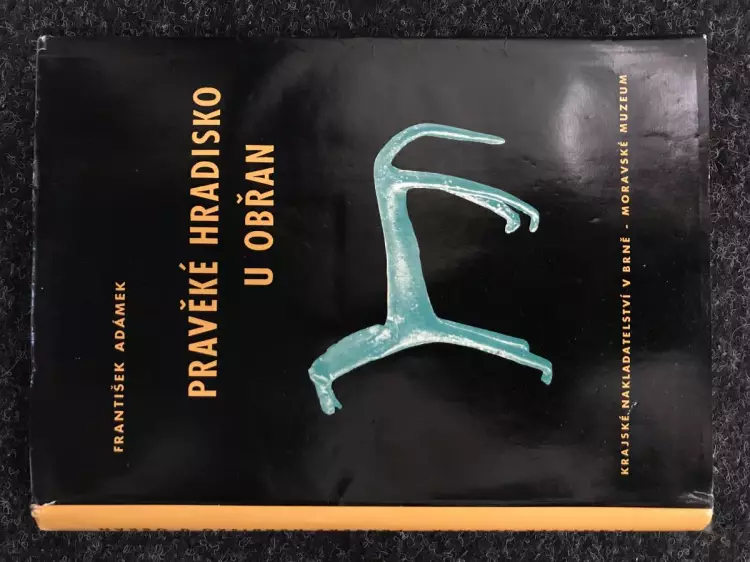 FRANTIŠEK ADÁMEK
PRAVĚKÉ HRADISKO
U OBŘAN
KRAJSKÉ NAKLADATELSTVÍ V BRNĚ - MORAVSKÉ MUZEUM